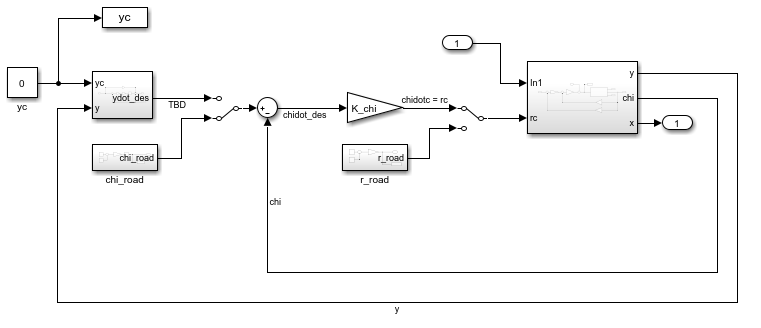 yc
0
yc
yc
y
ydot_des
TBD
chi_road
chi_road
+
-
chidot_des
K_chi
chidotc = rc
r_road
r_road
1
In1
rc
y
chi
x
1
chi
y